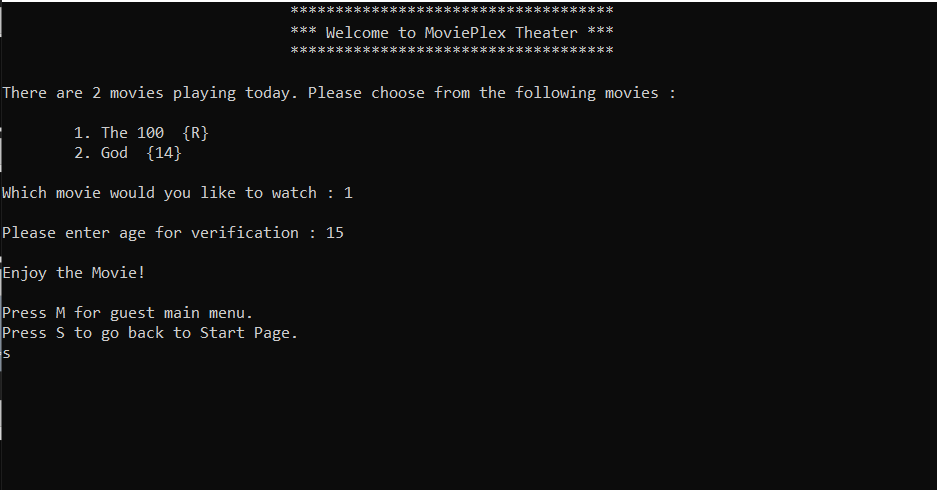 ************************************
*** Welcome to MoviePlex Theater ***
************************************
There are 2 movies playing today. Please choose from the following movies :
1. The 100  {R}
2. God  {14}
Which movie would you like to watch : 1
Please enter age for verification : 15
Enjoy the Movie!
Press M for guest main menu.
Press S to go back to Start Page.
s